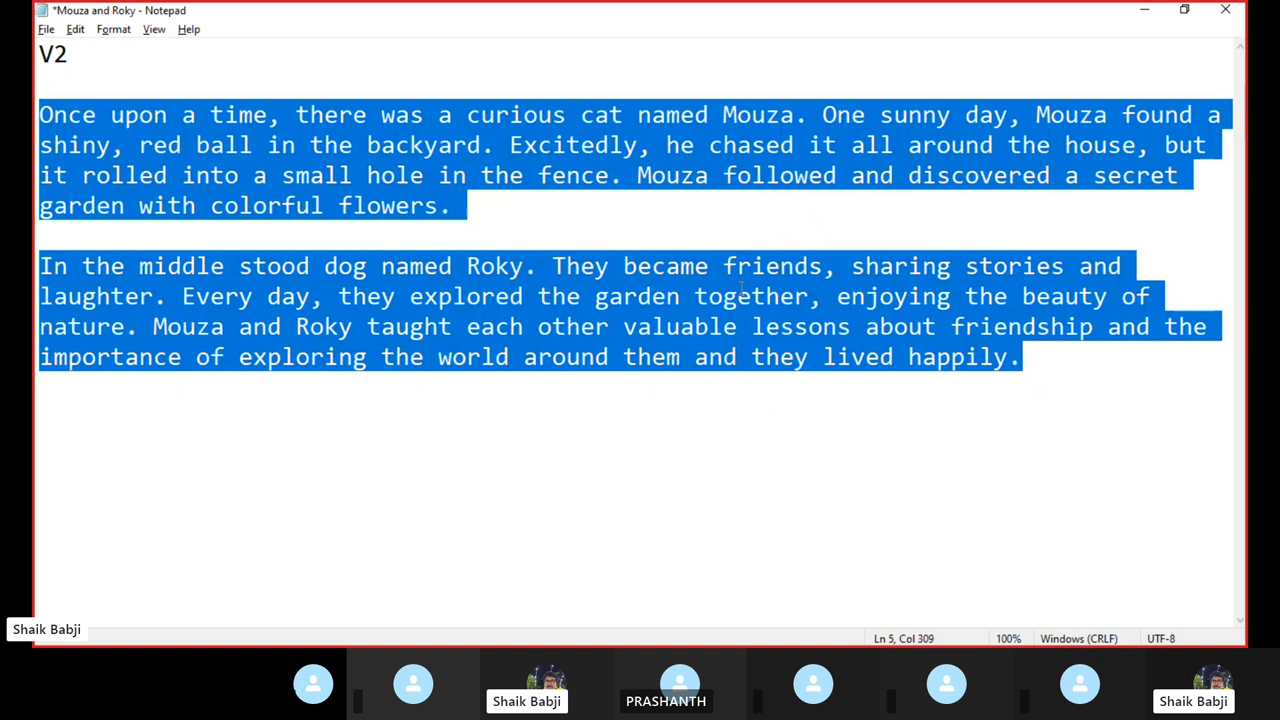 *Mouza and Roky - Notepad
File Edit Format View Help
V2
Once upon a time, there was a curious cat named Mouza. One sunny day, Mouza found a
shiny, red ball in the backyard. Excitedly, he chased it all around the house, but
it rolled into a small hole in the fence. Mouza followed and discovered a secret
garden with colorful flowers.
In the middle stood dog named Roky. They became friends, sharing stories and
laughter. Every day, they explored the garden together, enjoying the beauty of
nature. Mouza and Roky taught each other valuable lessons about friendship and the
importance of exploring the world around them and they lived happily.
Shaik Babji
Ln 5, Col 309 100% Windows (CRLF) UTF-8
Shaik Babji PRASHANTH Shaik Babji